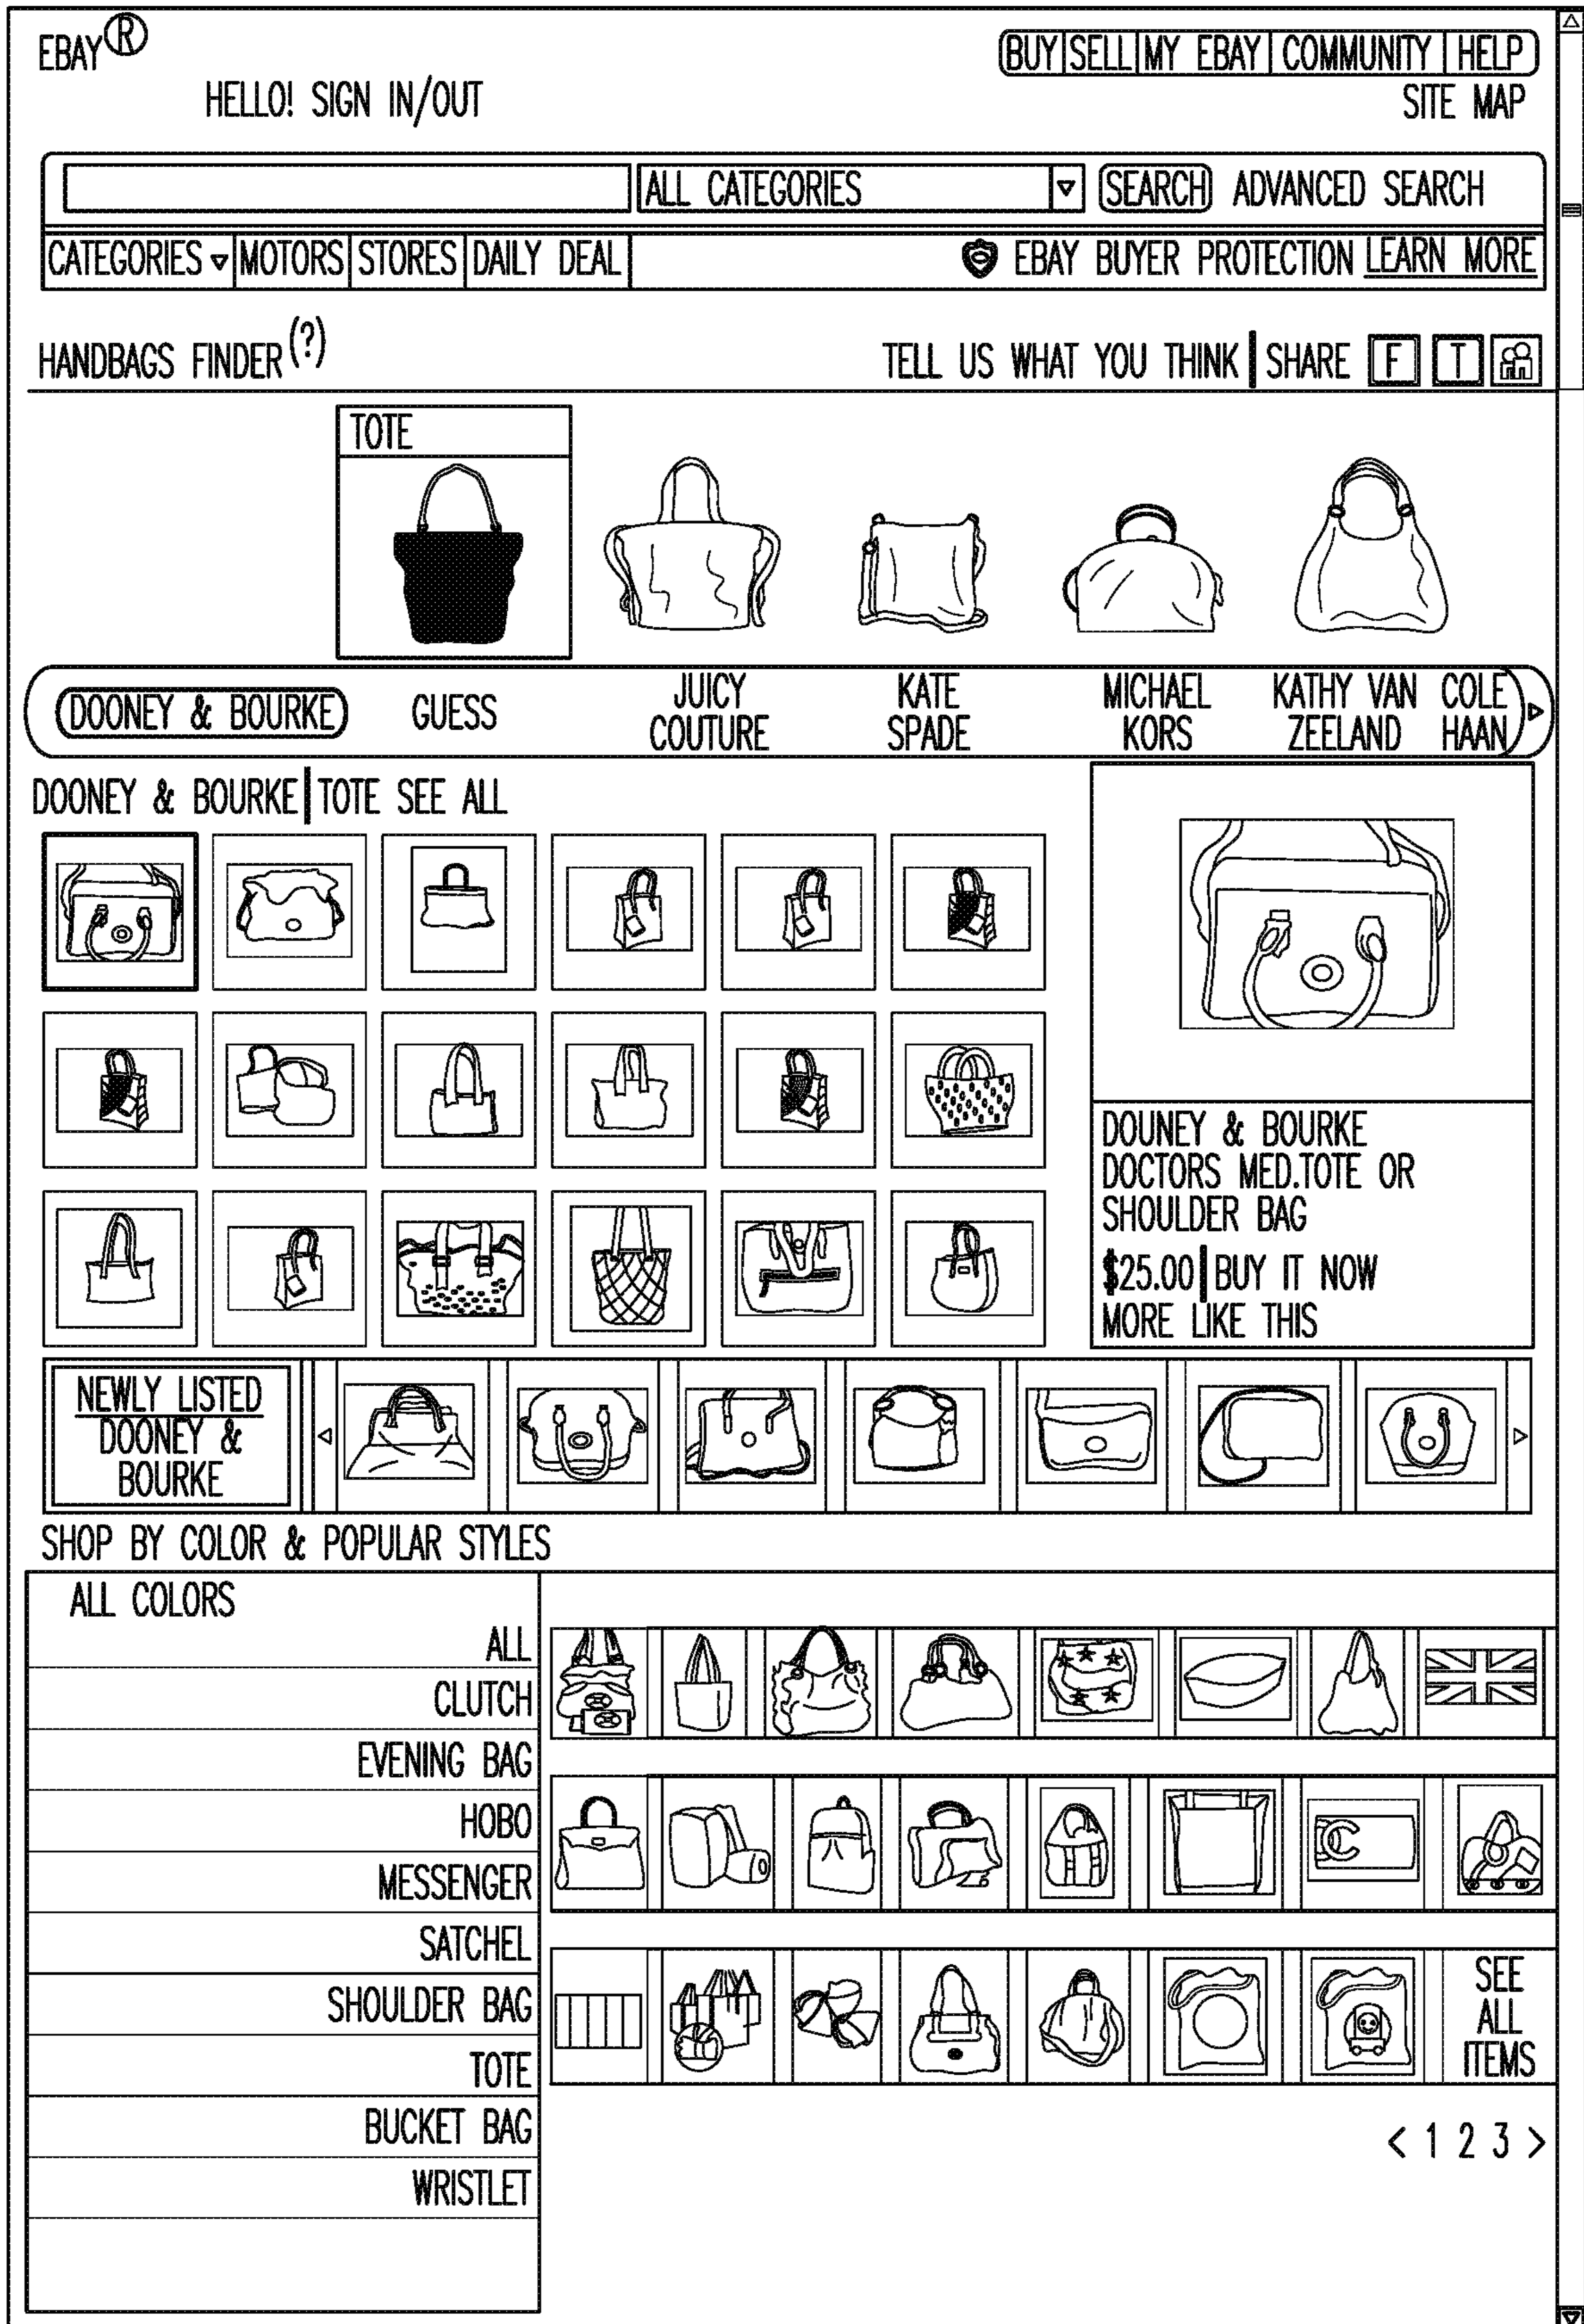 EBAY®
BUY SELL MY EBAY COMMUNITY HELP
HELLO! SIGN IN/OUT
SITE MAP
ALL CATEGORIES SEARCH ADVANCED SEARCH
CATEGORIES MOTORS STORES DAILY DEAL EBAY BUYER PROTECTION LEARN MORE
HANDBAGS FINDER (?)
TELL US WHAT YOU THINK | SHARE F T
TOTE
DOONEY & BOURKE
GUESS
JUICY
COUTURE
KATE
SPADE
MICHAEL
KORS
KATHY VAN
ZEELAND
COLE
HAAN
DOONEY & BOURKE | TOTE SEE ALL
DOUNEY & BOURKE
DOCTORS MED.TOTE OR
SHOULDER BAG
$25.00 | BUY IT NOW
MORE LIKE THIS
NEWLY LISTED
DOONEY &
BOURKE
SHOP BY COLOR & POPULAR STYLES
ALL COLORS
ALL
CLUTCH
EVENING BAG
HOBO
MESSENGER
SATCHEL
SHOULDER BAG
TOTE
BUCKET BAG
WRISTLET
SEE
ALL
ITEMS
< 1 2 3 >